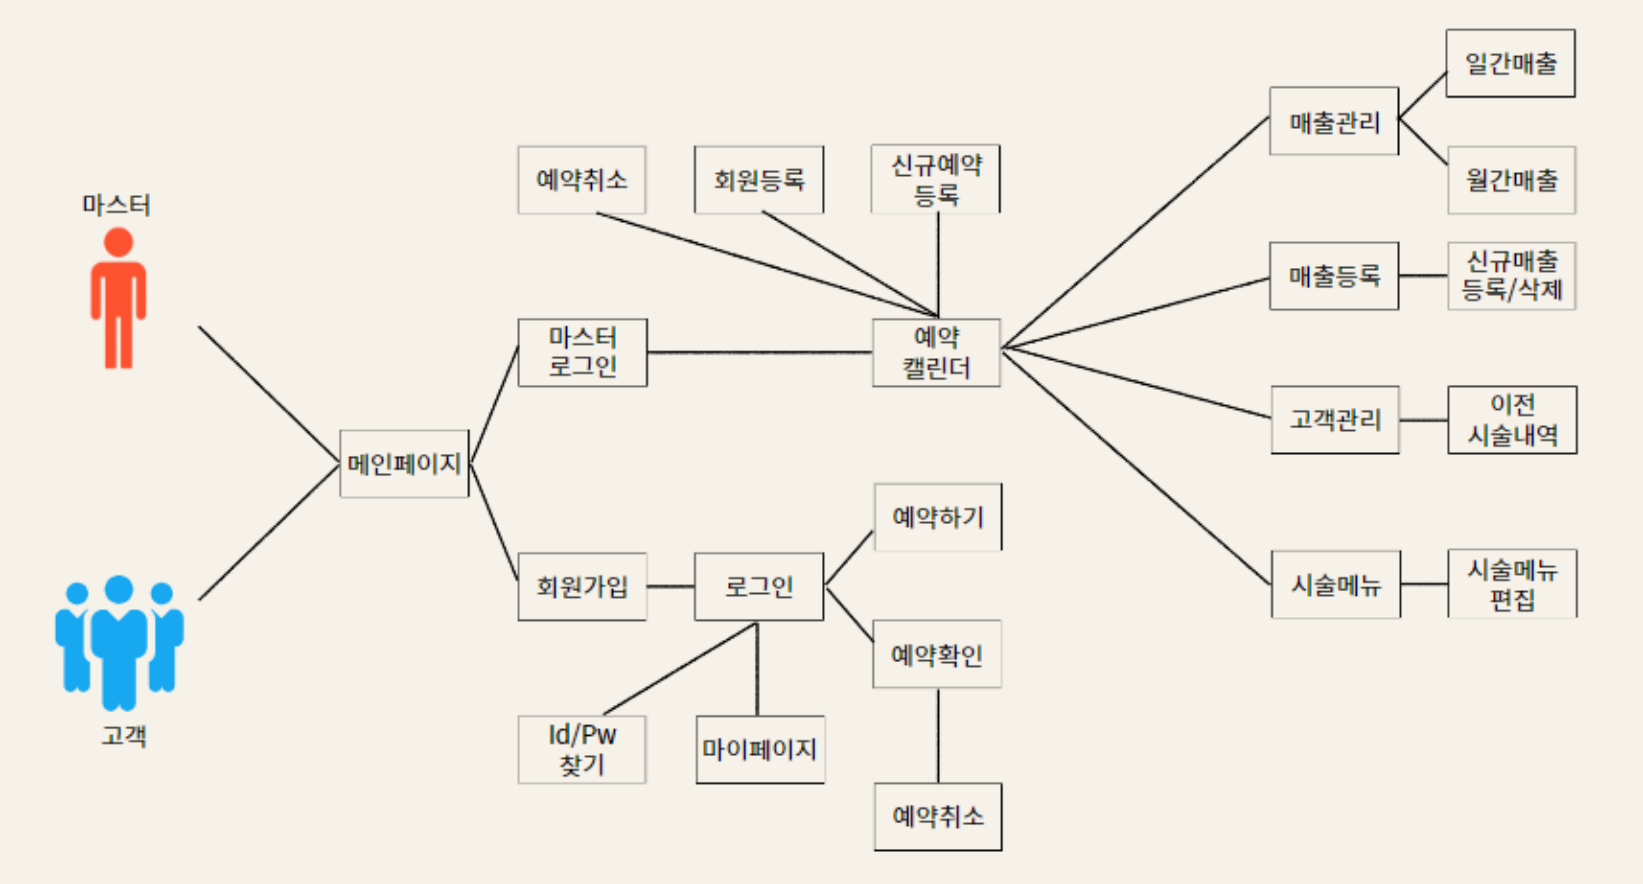 마스터
고객
메인페이지
마스터
로그인
예약취소
회원등록
신규예약
등록
예약
캘린더
매출관리
일간매출
월간매출
매출등록
신규매출
등록/삭제
고객관리
이전
시술내역
시술메뉴
시술메뉴
편집
회원가입
로그인
예약하기
예약확인
예약취소
Id/Pw
찾기
마이페이지